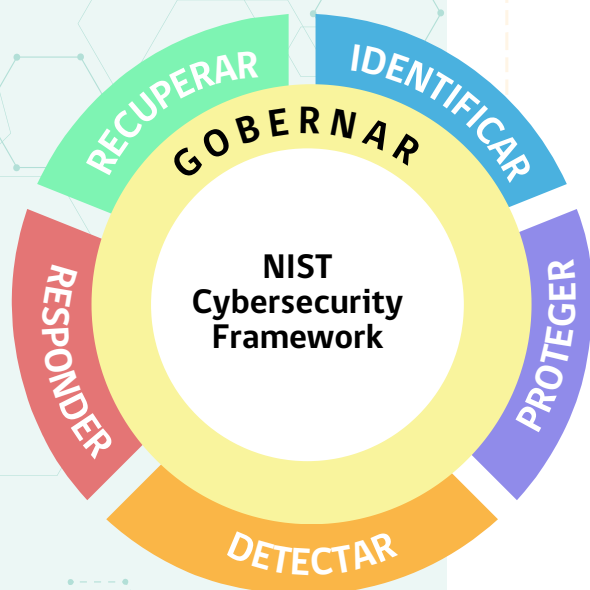 RECUPERAR
IDENTIFICAR
GOBERNAR
NIST
Cybersecurity
Framework
RESPONDER
PROTEGER
DETECTAR